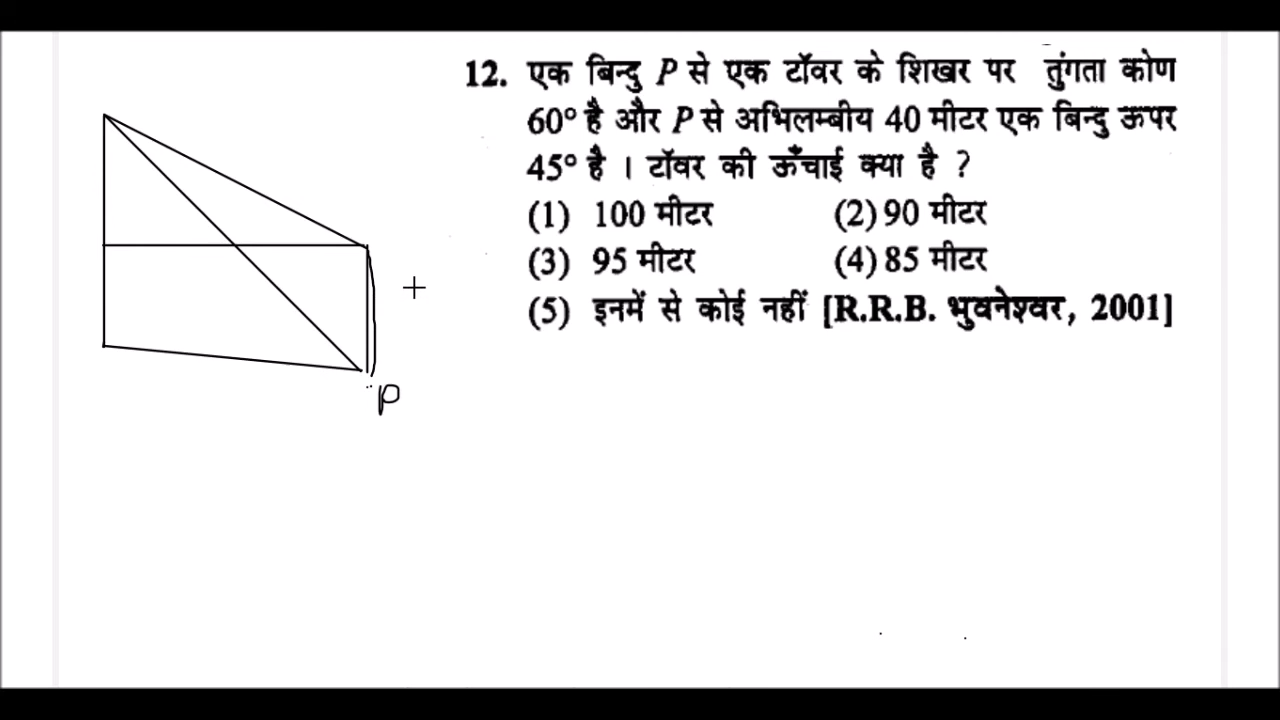 12. एक बिन्दु P से एक टॉवर के शिखर पर तुंगता कोण
60° है और P से अभिलम्बीय 40 मीटर एक बिन्दु ऊपर
45° है । टॉवर की ऊँचाई क्या है ?
(1) 100 मीटर (2) 90 मीटर
(3) 95 मीटर (4) 85 मीटर
(5) इनमें से कोई नहीं [R.R.B. भुवनेश्वर, 2001]
P